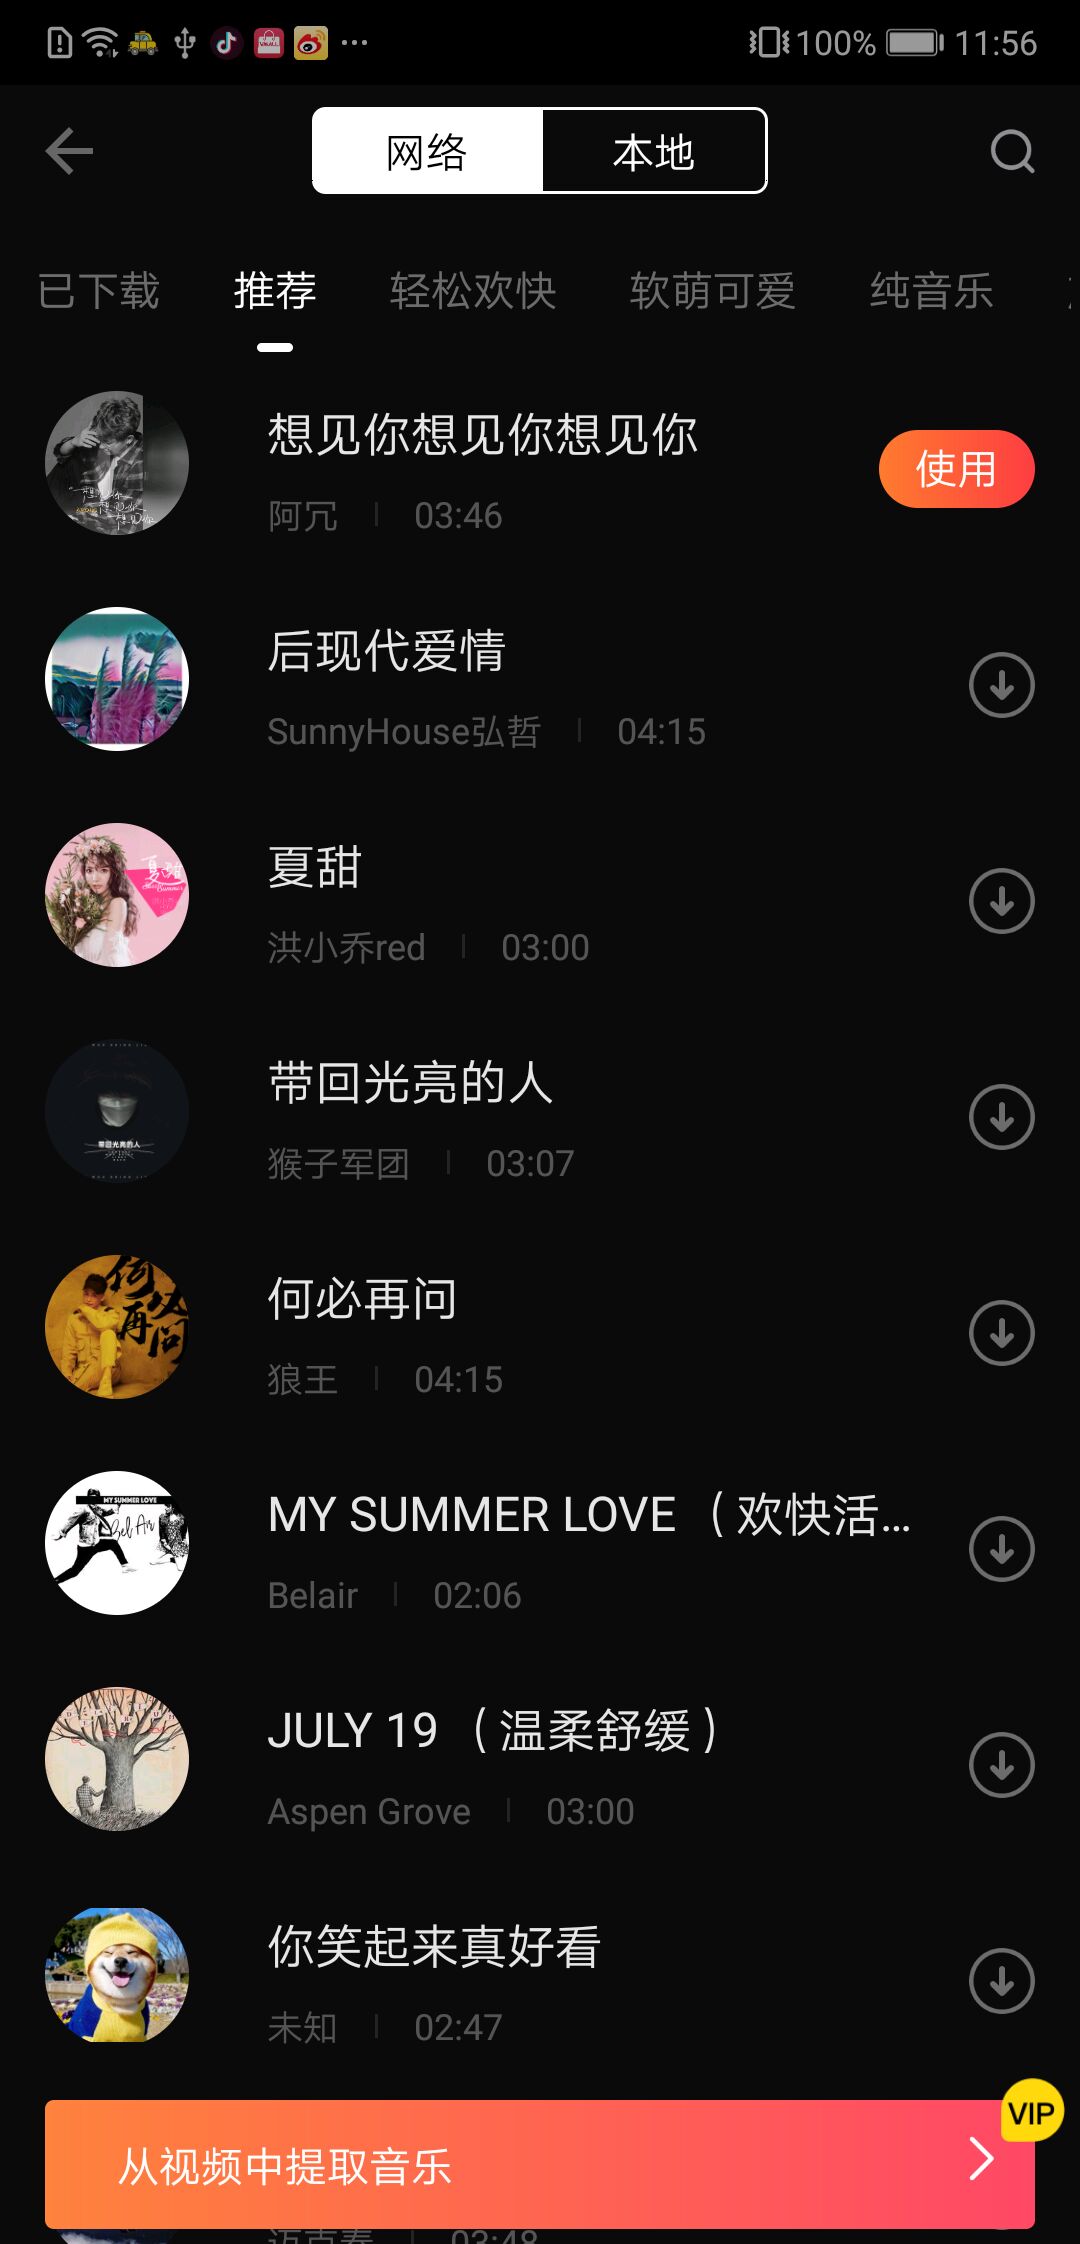 100% 11:56
网络 本地
已下载 推荐 轻松欢快 软萌可爱 纯音乐
想见你想见你想见你
阿冗 03:46
使用
后现代爱情
SunnyHouse弘哲 04:15
夏甜
洪小乔red 03:00
带回光亮的人
猴子军团 03:07
何必再问
狼王 04:15
MY SUMMER LOVE （欢快活...
Belair 02:06
JULY 19 （温柔舒缓）
Aspen Grove 03:00
你笑起来真好看
未知 02:47
VIP
从视频中提取音乐
03:48